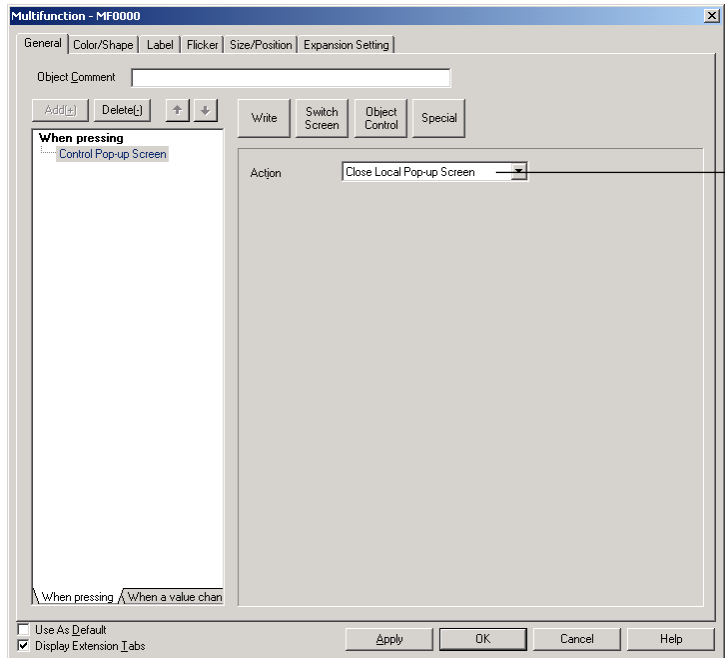 Multifunction - MF0000
General Color/Shape Label Flicker Size/Position Expansion Setting
Object Comment
Add(+) Delete(-)
Write Switch Screen Object Control Special
When pressing
Control Pop-up Screen
Action Close Local Pop-up Screen
When pressing When a value chan
Use As Default
Display Extension Tabs
Apply OK Cancel Help